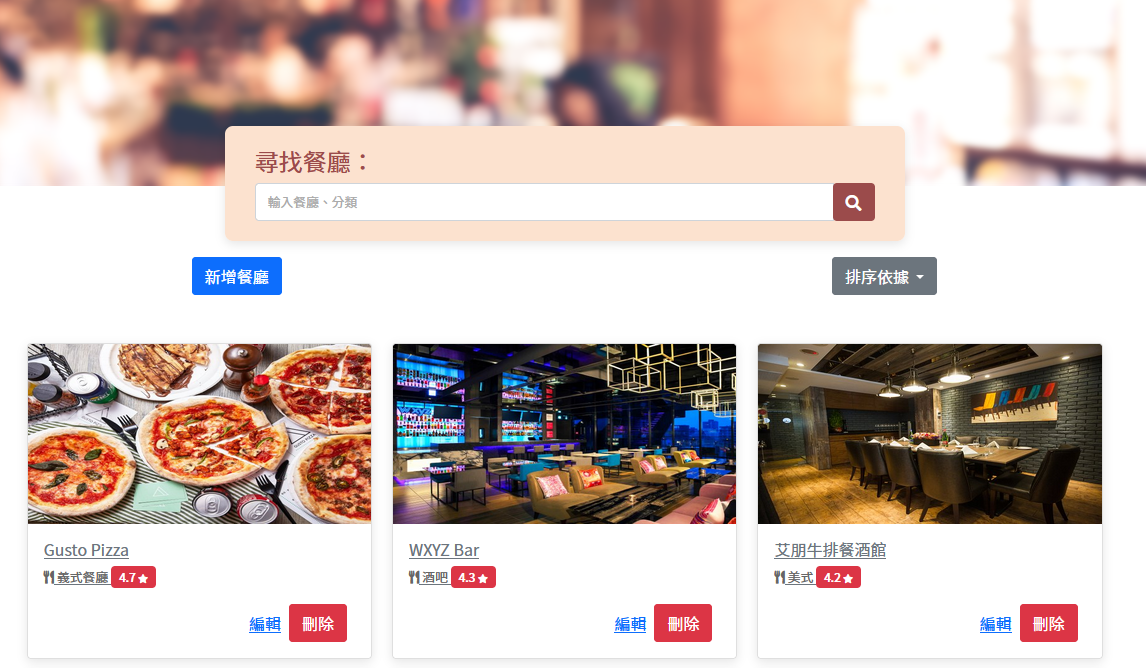 尋找餐廳：
輸入餐廳、分類
新增餐廳
排序依據
Gusto Pizza
義式餐廳 4.7
編輯 刪除
WXYZ Bar
酒吧 4.3
編輯 刪除
艾朋牛排餐酒館
美式 4.2
編輯 刪除